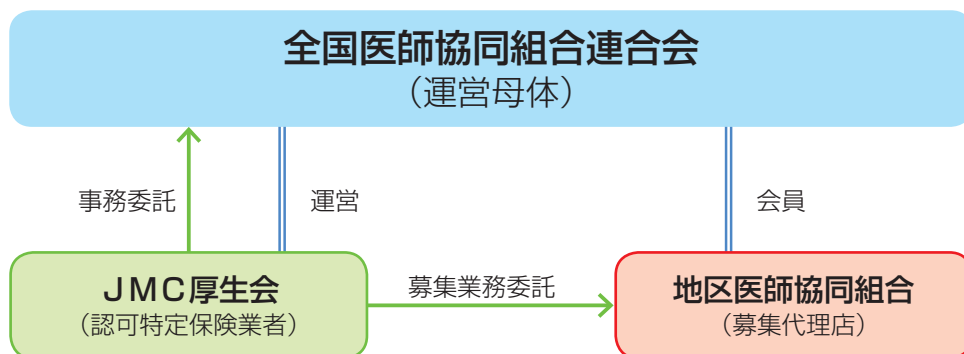 全国医師協同組合連合会
（運営母体）
事務委託
運営
会員
ＪＭＣ厚生会
（認可特定保険業者）
募集業務委託
地区医師協同組合
（募集代理店）